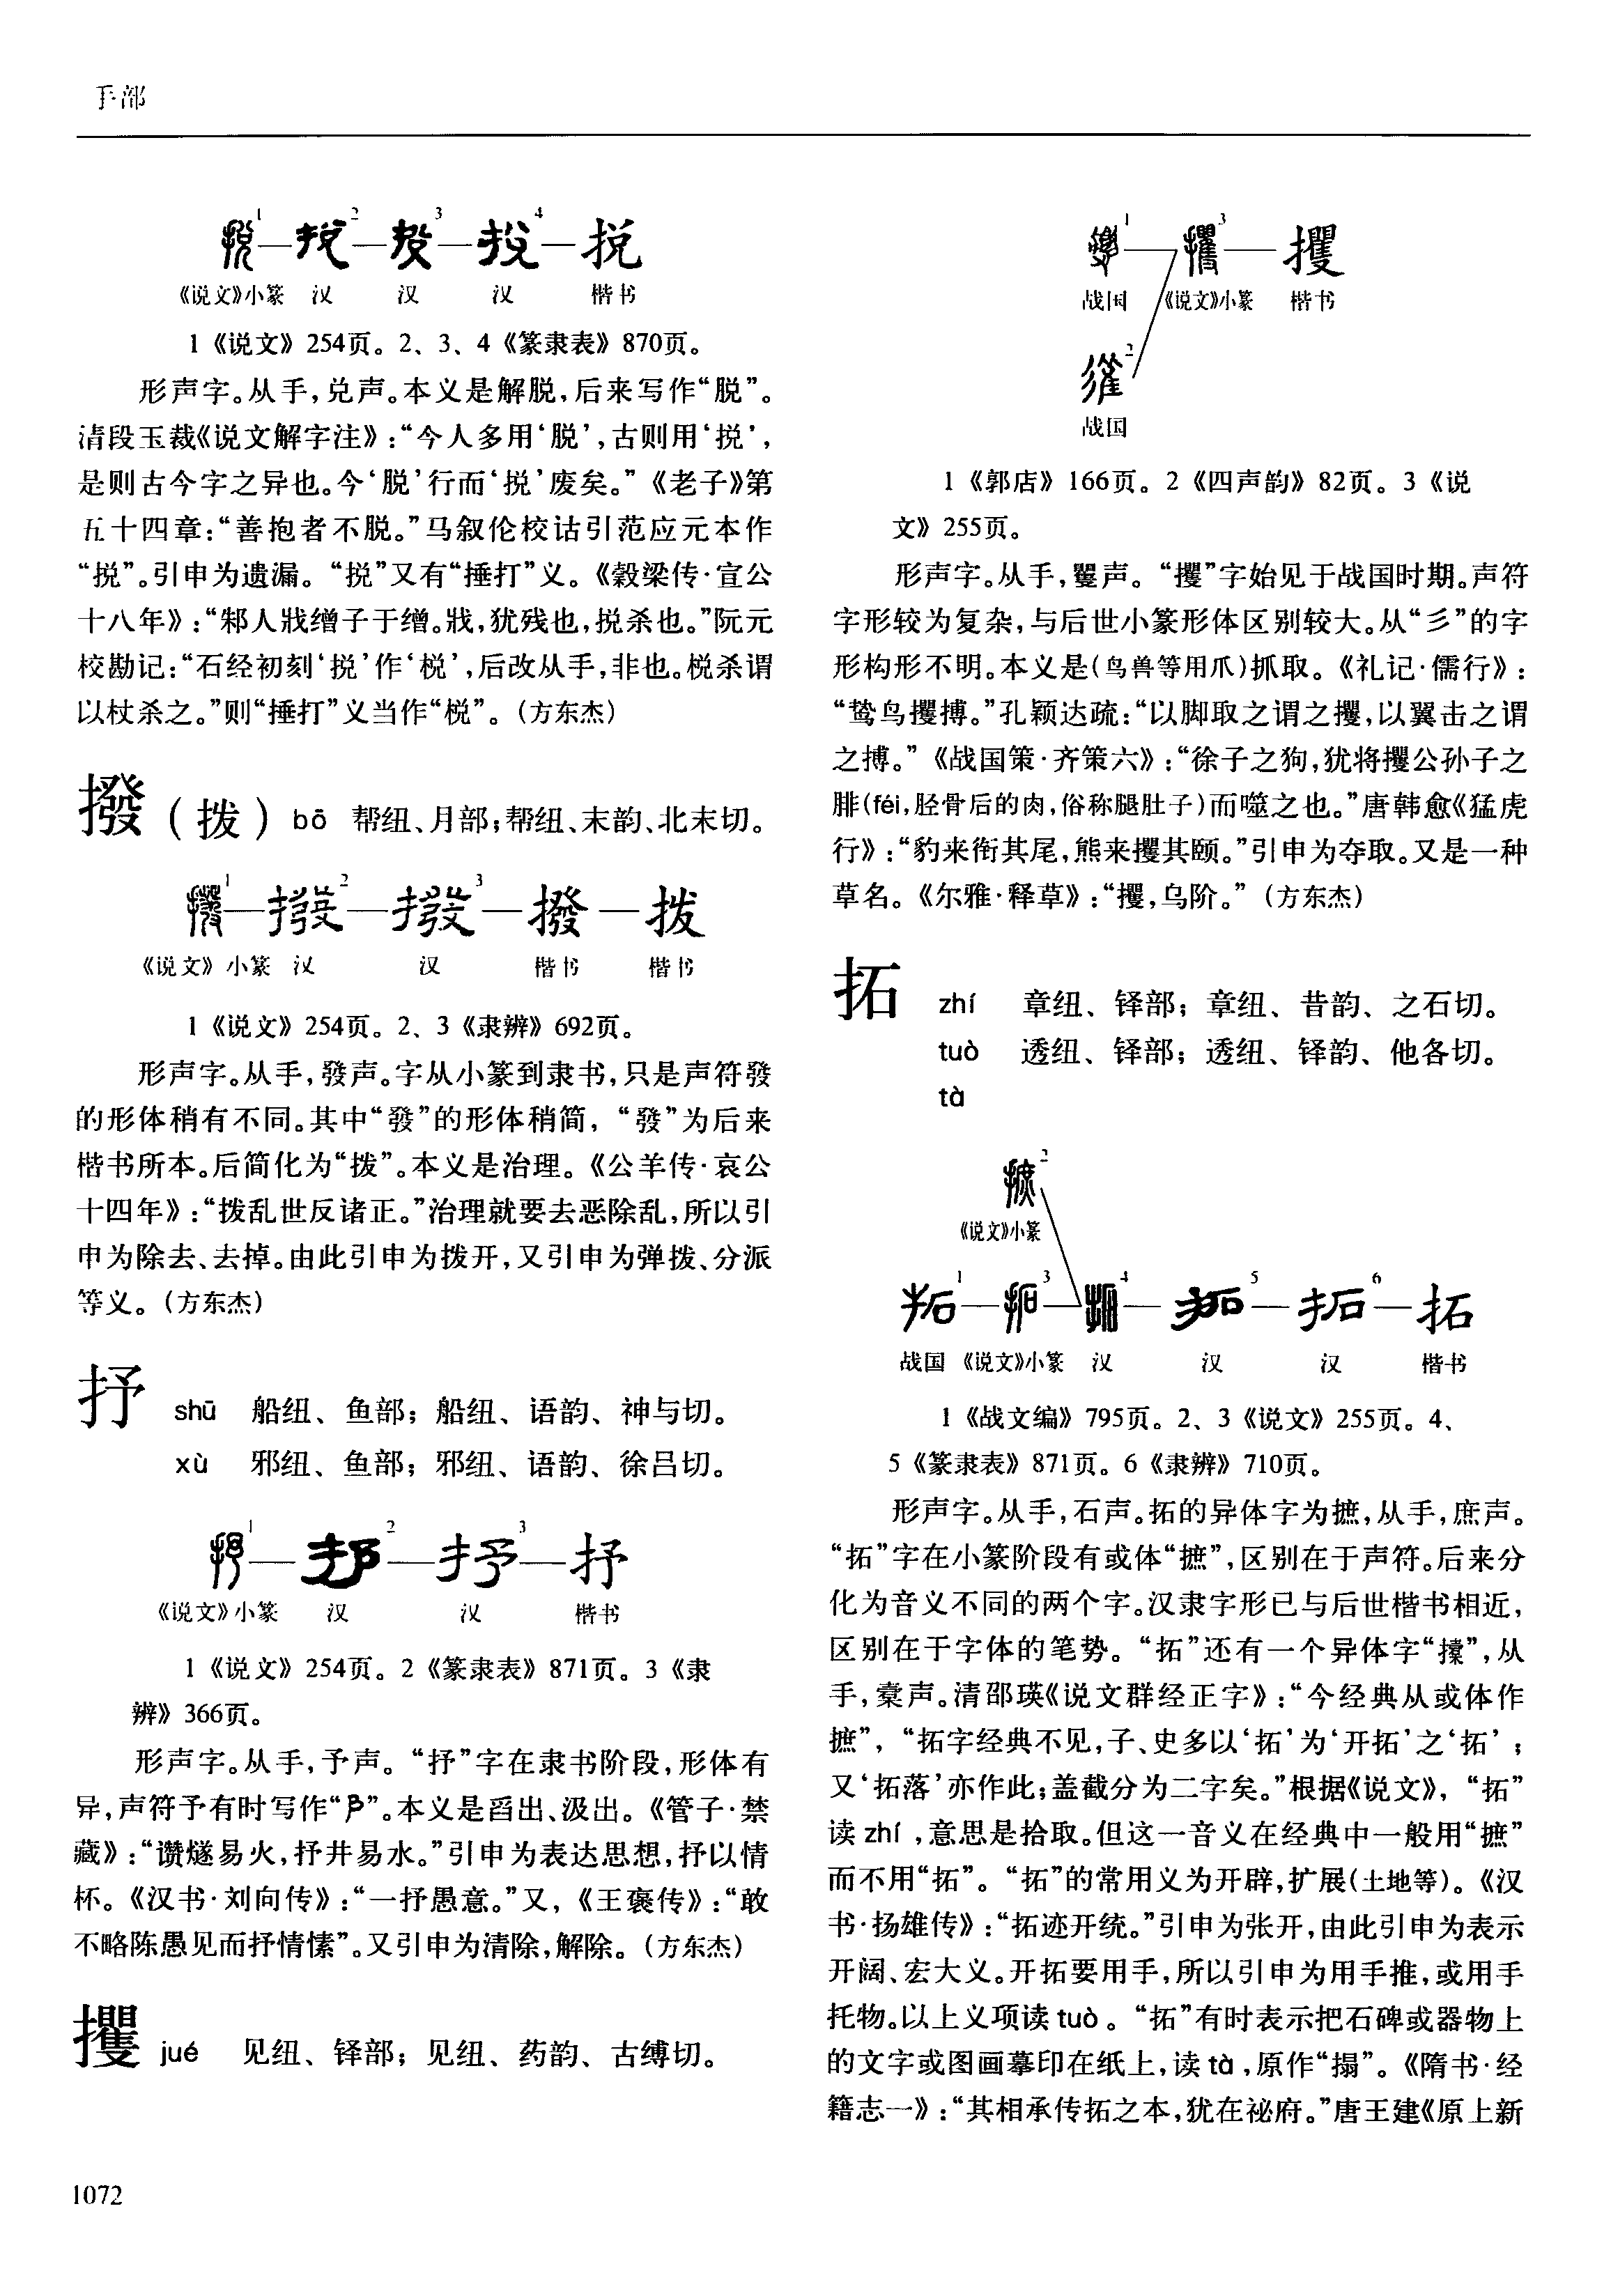 手部
1 2 3 4
挩
《说文》小篆 汉 汉 汉 楷书
1《说文》254页。2、3、4《篆隶表》870页。
形声字。从手，兑声。本义是解脱，后来写作“脱”。
清段玉裁《说文解字注》：“今人多用‘脱’，古则用‘挩’，
是则古今字之异也。今‘脱’行而‘挩’废矣。”《老子》第
五十四章：“善抱者不脱。”马叙伦校诂引范应元本作
“挩”。引申为遗漏。“挩”又有“捶打”义。《穀梁传·宣公
十八年》：“邾人戕缯子于缯。戕，犹残也，挩杀也。”阮元
校勘记：“石经初刻‘挩’作‘棁’，后改从手，非也。棁杀谓
以杖杀之。”则“捶打”义当作“棁”。（方东杰）
撥（拨）bō 帮纽、月部；帮纽、末韵、北末切。
1 2 3
撥 拨
《说文》小篆 汉 汉 楷书 楷书
1《说文》254页。2、3《隶辨》692页。
形声字。从手，發声。字从小篆到隶书，只是声符發
的形体稍有不同。其中“發”的形体稍简，“發”为后来
楷书所本。后简化为“拨”。本义是治理。《公羊传·哀公
十四年》：“拨乱世反诸正。”治理就要去恶除乱，所以引
申为除去、去掉。由此引申为拨开，又引申为弹拨、分派
等义。（方东杰）
抒 shū 船纽、鱼部；船纽、语韵、神与切。
xù 邪纽、鱼部；邪纽、语韵、徐吕切。
1 2 3
抒
《说文》小篆 汉 汉 楷书
1《说文》254页。2《篆隶表》871页。3《隶
辨》366页。
形声字。从手，予声。“抒”字在隶书阶段，形体有
异，声符予有时写作“”。本义是舀出、汲出。《管子·禁
藏》：“钻燧易火，抒井易水。”引申为表达思想，抒以情
怀。《汉书·刘向传》：“一抒愚意。”又，《王褒传》：“敢
不略陈愚见而抒情愫”。又引申为清除，解除。（方东杰）
攫 jué 见纽、铎部；见纽、药韵、古缚切。
1 3
攫
战国 《说文》小篆 楷书
2
战国
1《郭店》166页。2《四声韵》82页。3《说
文》255页。
形声字。从手，矍声。“攫”字始见于战国时期。声符
字形较为复杂，与后世小篆形体区别较大。从“彡”的字
形构形不明。本义是（鸟兽等用爪）抓取。《礼记·儒行》：
“鸷鸟攫搏。”孔颖达疏：“以脚取之谓之攫，以翼击之谓
之搏。”《战国策·齐策六》：“徐子之狗，犹将攫公孙子之
腓（féi，胫骨后的肉，俗称腿肚子）而噬之也。”唐韩愈《猛虎
行》：“豹来衔其尾，熊来攫其颐。”引申为夺取。又是一种
草名。《尔雅·释草》：“攫，乌阶。”（方东杰）
拓 zhí 章纽、铎部；章纽、昔韵、之石切。
tuò 透纽、铎部；透纽、铎韵、他各切。
tà
2
《说文》小篆
1 3 4 5 6
拓
战国 《说文》小篆 汉 汉 汉 楷书
1《战文编》795页。2、3《说文》255页。4、
5《篆隶表》871页。6《隶辨》710页。
形声字。从手，石声。拓的异体字为摭，从手，庶声。
“拓”字在小篆阶段有或体“摭”，区别在于声符。后来分
化为音义不同的两个字。汉隶字形已与后世楷书相近，
区别在于字体的笔势。“拓”还有一个异体字“㩉”，从
手，橐声。清邵瑛《说文群经正字》：“今经典从或体作
摭”，“拓字经典不见，子、史多以‘拓’为‘开拓’之‘拓’；
又‘拓落’亦作此；盖截分为二字矣。”根据《说文》，“拓”
读zhí，意思是拾取。但这一音义在经典中一般用“摭”
而不用“拓”。“拓”的常用义为开辟，扩展（土地等）。《汉
书·扬雄传》：“拓迹开统。”引申为张开，由此引申为表示
开阔、宏大义。开拓要用手，所以引申为用手推，或用手
托物。以上义项读tuò。“拓”有时表示把石碑或器物上
的文字或图画摹印在纸上，读tà，原作“搨”。《隋书·经
籍志一》：“其相承传拓之本，犹在祕府。”唐王建《原上新
1072